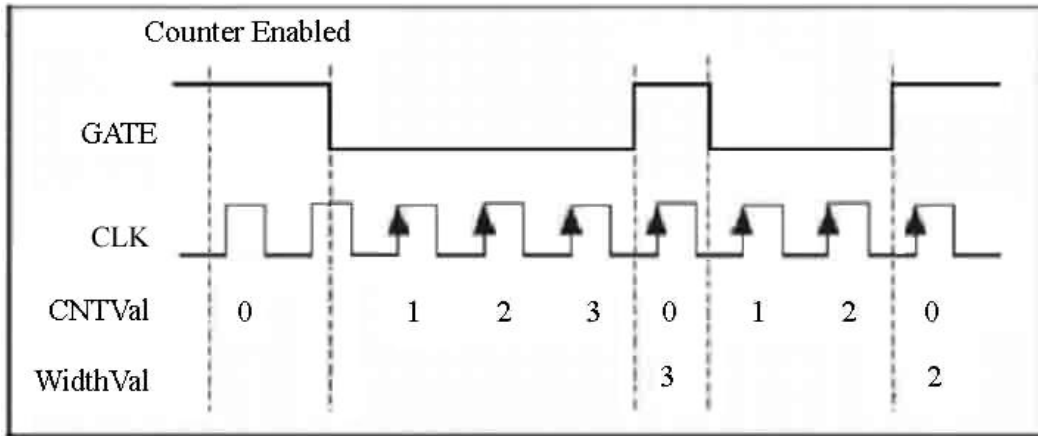 Counter Enabled
GATE
CLK
CNTVal 0 1 2 3 0 1 2 0
WidthVal 3 2